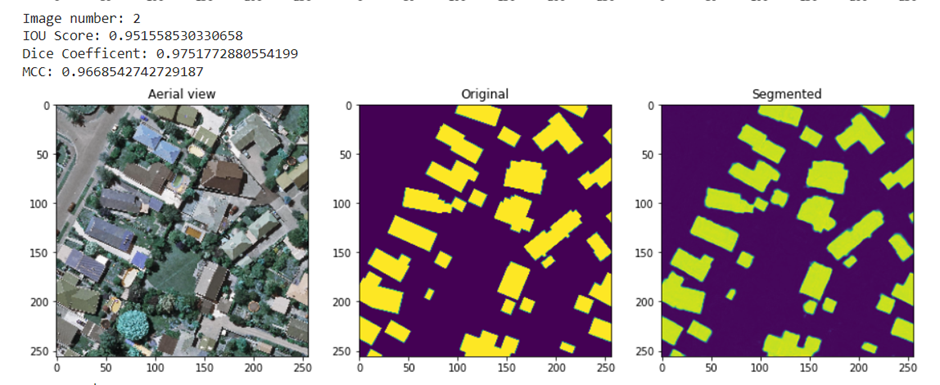 Image number: 2
IOU Score: 0.951558530330658
Dice Coefficent: 0.9751772880554199
MCC: 0.9668542742729187
Aerial view
Original
Segmented
0
50
100
150
200
250
0 50 100 150 200 250
0
50
100
150
200
250
0 50 100 150 200 250
0
50
100
150
200
250
0 50 100 150 200 250